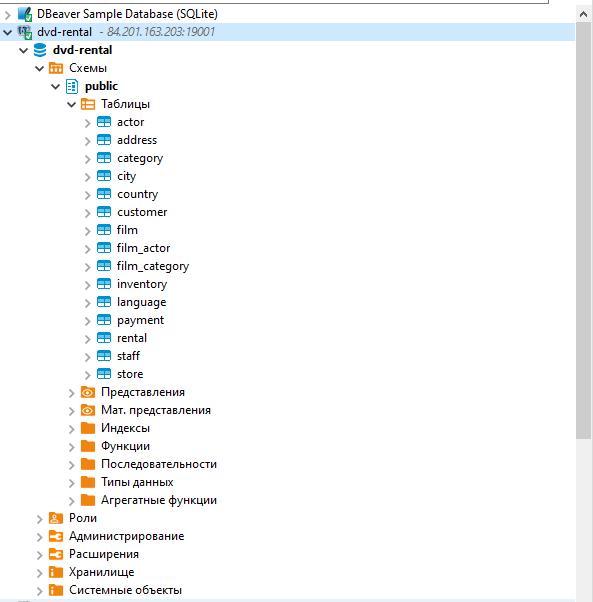 DBeaver Sample Database (SQLite)
dvd-rental - 84.201.163.203:19001
dvd-rental
Схемы
public
Таблицы
actor
address
category
city
country
customer
film
film_actor
film_category
inventory
language
payment
rental
staff
store
Представления
Мат. представления
Индексы
Функции
Последовательности
Типы данных
Агрегатные функции
Роли
Администрирование
Расширения
Хранилище
Системные объекты